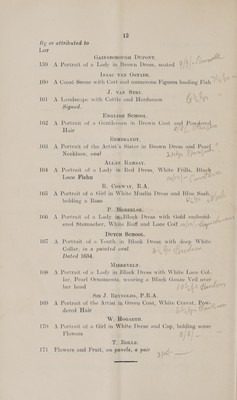 13
By or attributed to
Lot
Gainsborough Dupont.
159 A Portrait of a Lady in Brown Dress, seated
Isaac van Ostade.
160 A Coast Scene with Cart and numerous Figures landing Fish
J. van Stry.
161 A Landscape with Cattle and Herdsman
Signed.
English School.
162 A Portrait of a Gentleman in Brown Coat and Powdered
Hair
Rembrandt.
163 A Portrait of the Artist's Sister in Brown Dress and Pearl
Necklace, oval
Allan Ramsay.
164 A Portrait of a Lady in Red Dress, White Frills, Black
Lace Fichu
R. Conway, R.A.
165 A Portrait of a Girl in White Muslin Dress and Blue Sash,
holding a Rose
P. Moreelse.
166 A Portrait of a Lady in Black Dress with Gold embroid-
ered Stomacher, White Ruff and Lace Coif
Dutch School.
167 A Portrait of a Youth in Black Dress with deep White
Collar, in a painted oval
Dated 1654.
Mierevelt.
168 A Portrait of a Lady in Black Dress with White Lace Col-
lar, Pearl Ornaments, wearing a Black Gauze Veil over
her head
Sir J. Reynolds, P.R.A.
169 A Portrait of the Artist in Green Coat, White Cravat, Pow-
dered Hair
W. Hogarth.
170 A Portrait of a Girl in White Dress and Cap, holding some
Flowers
T. Bolle.
171 Flowers and Fruit, on panels, a pair